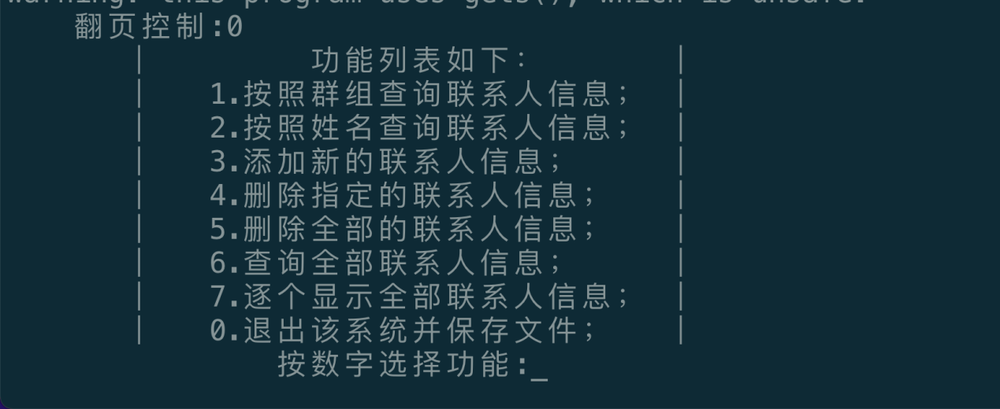 warning: this program uses gets(), which is unsafe.
翻页控制:0
| 功能列表如下: |
| 1.按照群组查询联系人信息; |
| 2.按照姓名查询联系人信息; |
| 3.添加新的联系人信息; |
| 4.删除指定的联系人信息; |
| 5.删除全部的联系人信息; |
| 6.查询全部联系人信息; |
| 7.逐个显示全部联系人信息; |
| 0.退出该系统并保存文件; |
按数字选择功能:_